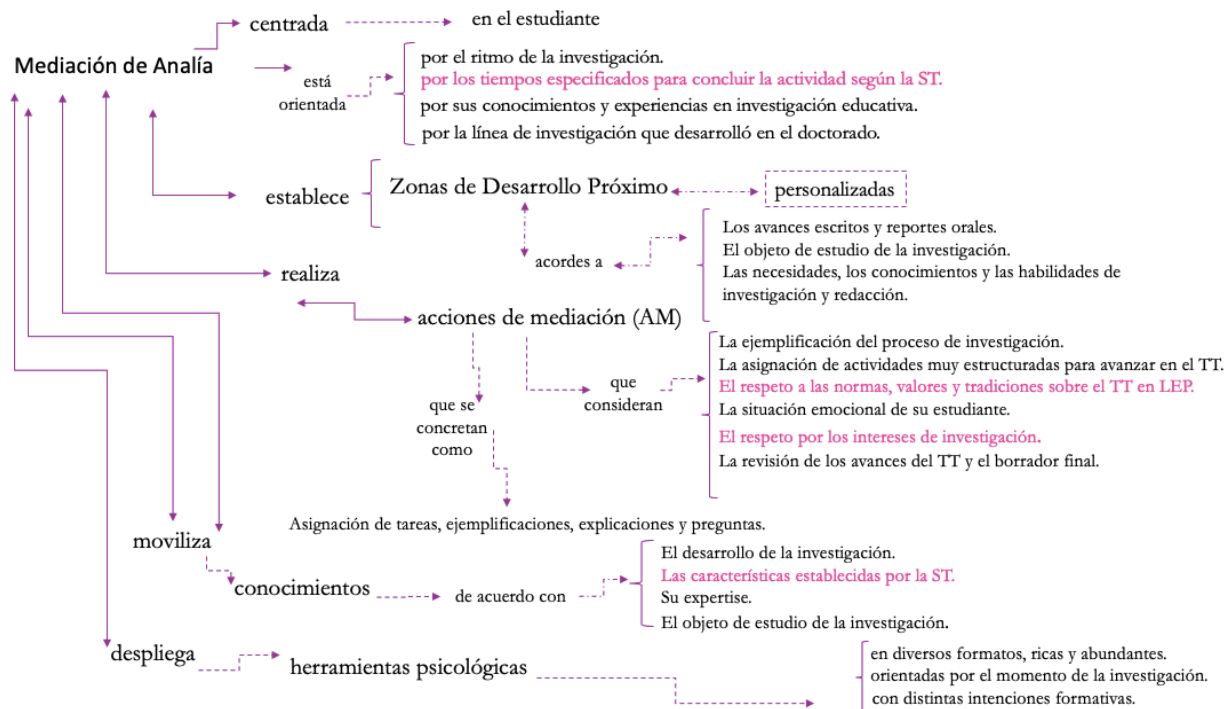 centrada
en el estudiante
Mediación de Analía
está
orientada
por el ritmo de la investigación.
por los tiempos especificados para concluir la actividad según la ST.
por sus conocimientos y experiencias en investigación educativa.
por la línea de investigación que desarrolló en el doctorado.
establece
Zonas de Desarrollo Próximo
personalizadas
acordes a
Los avances escritos y reportes orales.
El objeto de estudio de la investigación.
Las necesidades, los conocimientos y las habilidades de
investigación y redacción.
realiza
acciones de mediación (AM)
que
consideran
La ejemplificación del proceso de investigación.
La asignación de actividades muy estructuradas para avanzar en el TT.
El respeto a las normas, valores y tradiciones sobre el TT en LEP.
La situación emocional de su estudiante.
El respeto por los intereses de investigación.
La revisión de los avances del TT y el borrador final.
que se
concretan
como
Asignación de tareas, ejemplificaciones, explicaciones y preguntas.
moviliza
conocimientos
de acuerdo con
El desarrollo de la investigación.
Las características establecidas por la ST.
Su expertise.
El objeto de estudio de la investigación.
despliega
herramientas psicológicas
en diversos formatos, ricas y abundantes.
orientadas por el momento de la investigación.
con distintas intenciones formativas.